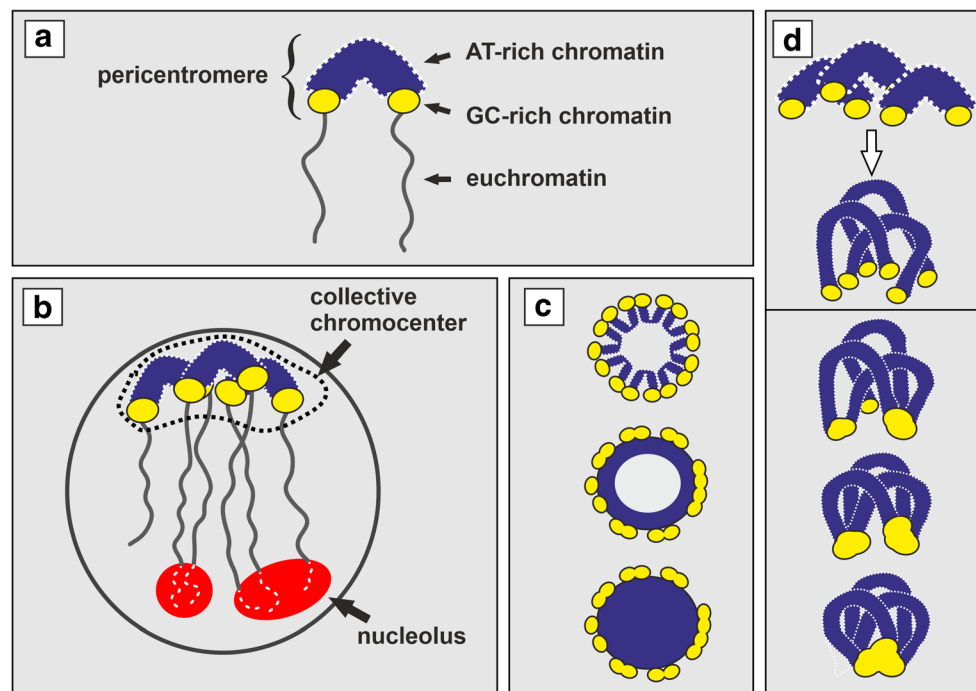 a
pericentromere
AT-rich chromatin
GC-rich chromatin
euchromatin
b
collective
chromocenter
nucleolus
c
d